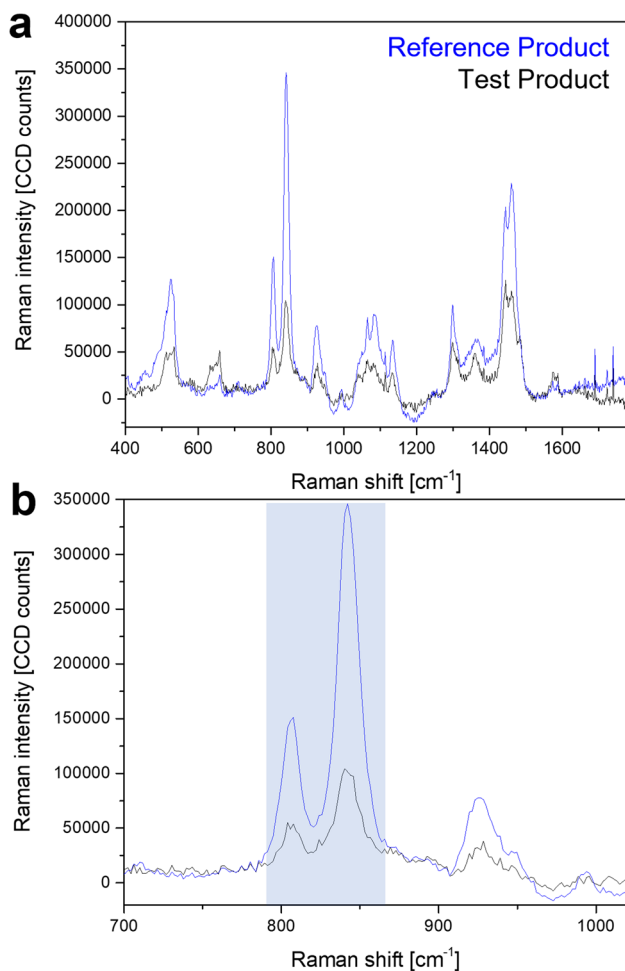 a
Reference Product
Test Product
Raman intensity [CCD counts]
400000
350000
300000
250000
200000
150000
100000
50000
0
400 600 800 1000 1200 1400 1600
Raman shift [cm-1]
b
Raman intensity [CCD counts]
350000
300000
250000
200000
150000
100000
50000
0
700 800 900 1000
Raman shift [cm-1]